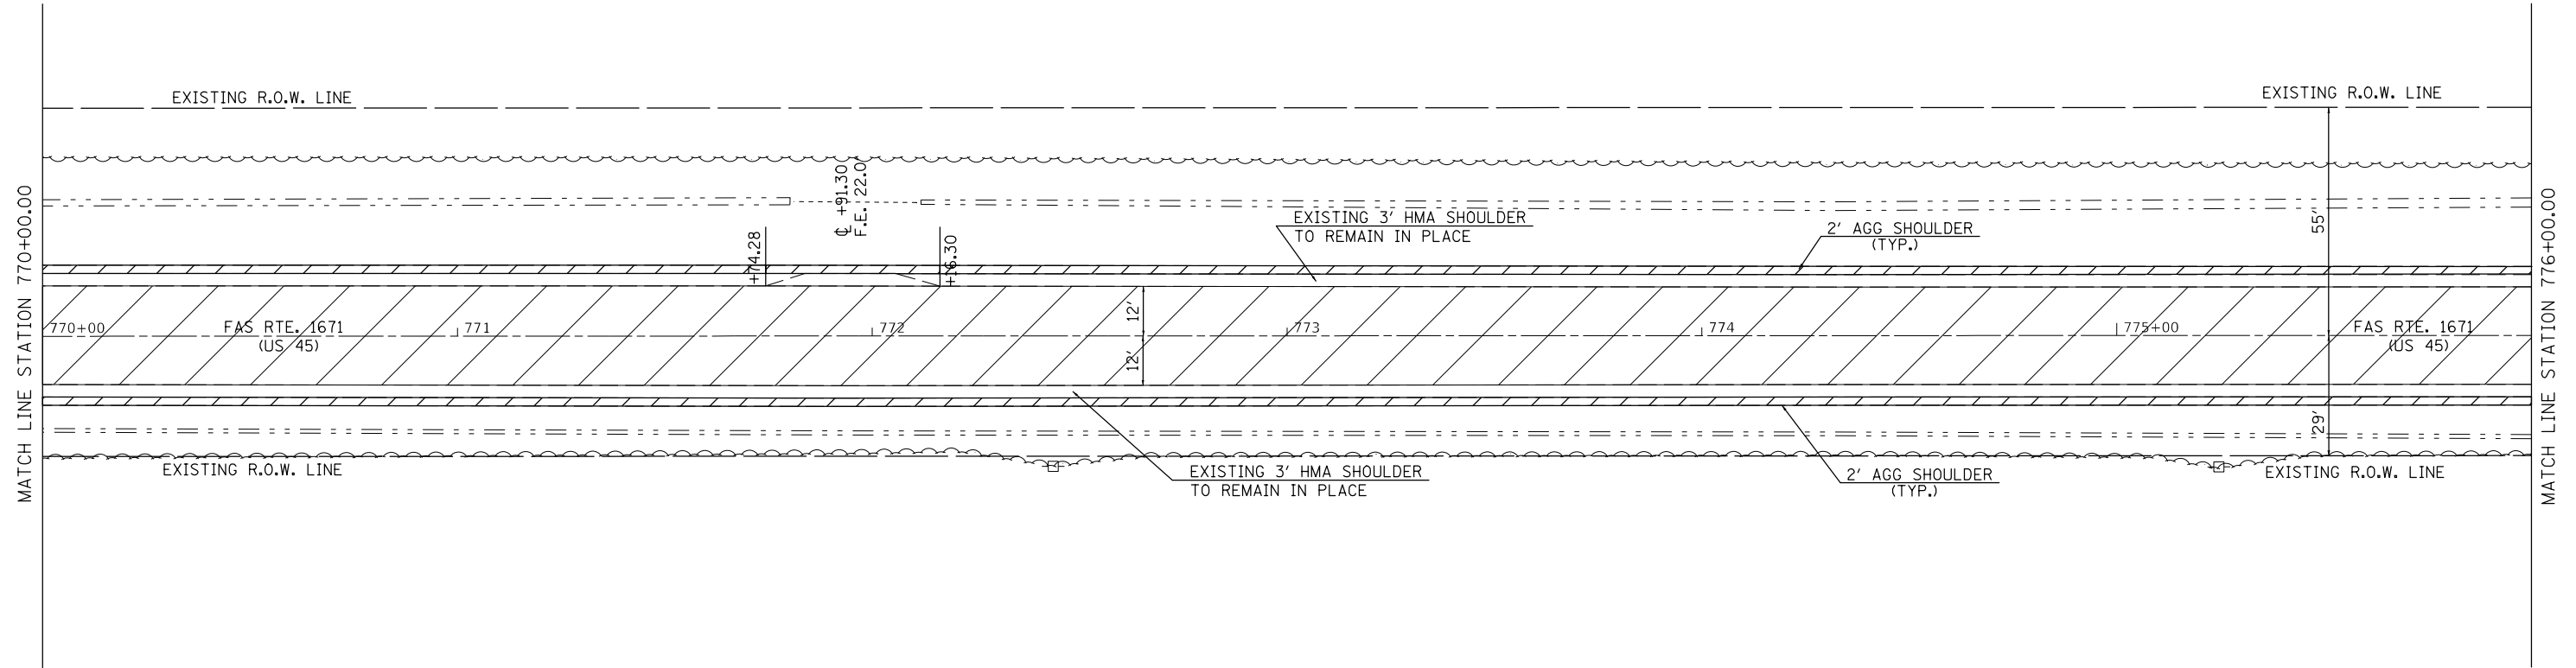 EXISTING R.O.W. LINE
EXISTING R.O.W. LINE
MATCH LINE STATION 770+00.00
MATCH LINE STATION 776+00.00
℄ +91.30
F.E. 22.0
+74.28
+16.30
EXISTING 3' HMA SHOULDER
TO REMAIN IN PLACE
2' AGG SHOULDER
(TYP.)
55'
12'
770+00
FAS RTE. 1671
(US 45)
771
772
773
774
775+00
FAS RTE. 1671
(US 45)
12'
29'
EXISTING R.O.W. LINE
EXISTING 3' HMA SHOULDER
TO REMAIN IN PLACE
2' AGG SHOULDER
(TYP.)
EXISTING R.O.W. LINE